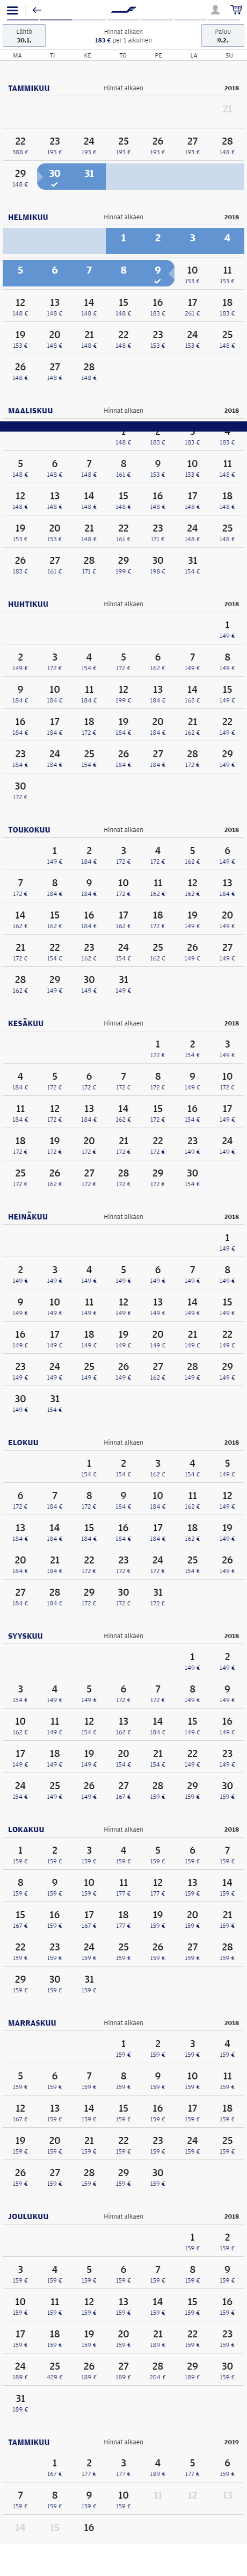 Lähtö Hinnat alkaen Paluu
30.1. 183 € per 1 aikuinen 9.2.
MA TI KE TO PE LA SU
TAMMIKUU Hinnat alkaen 2018
21
22 23 24 25 26 27 28
388 € 193 € 193 € 193 € 193 € 193 € 148 €
29 30 31
148 €
HELMIKUU Hinnat alkaen 2018
1 2 3 4
5 6 7 8 9 10 11
153 € 153 €
12 13 14 15 16 17 18
148 € 148 € 148 € 148 € 183 € 261 € 183 €
19 20 21 22 23 24 25
153 € 153 € 148 € 148 € 153 € 153 € 148 €
26 27 28
148 € 148 € 148 €
MAALISKUU Hinnat alkaen 2018
1 2 3 4
148 € 183 € 183 € 183 €
5 6 7 8 9 10 11
148 € 148 € 148 € 161 € 153 € 153 € 148 €
12 13 14 15 16 17 18
148 € 148 € 148 € 148 € 148 € 148 € 148 €
19 20 21 22 23 24 25
153 € 153 € 148 € 161 € 171 € 148 € 148 €
26 27 28 29 30 31
183 € 161 € 171 € 199 € 198 € 154 €
HUHTIKUU Hinnat alkaen 2018
1
149 €
2 3 4 5 6 7 8
149 € 172 € 154 € 172 € 162 € 149 € 149 €
9 10 11 12 13 14 15
184 € 184 € 184 € 199 € 184 € 162 € 149 €
16 17 18 19 20 21 22
184 € 184 € 172 € 184 € 184 € 162 € 149 €
23 24 25 26 27 28 29
184 € 184 € 154 € 184 € 184 € 172 € 149 €
30
172 €
TOUKOKUU Hinnat alkaen 2018
1 2 3 4 5 6
149 € 184 € 172 € 172 € 162 € 149 €
7 8 9 10 11 12 13
172 € 184 € 184 € 172 € 162 € 162 € 184 €
14 15 16 17 18 19 20
162 € 162 € 184 € 162 € 172 € 149 € 149 €
21 22 23 24 25 26 27
172 € 154 € 162 € 154 € 162 € 149 € 149 €
28 29 30 31
162 € 149 € 149 € 149 €
KESÄKUU Hinnat alkaen 2018
1 2 3
172 € 154 € 149 €
4 5 6 7 8 9 10
184 € 172 € 172 € 172 € 172 € 149 € 172 €
11 12 13 14 15 16 17
184 € 172 € 184 € 162 € 172 € 154 € 149 €
18 19 20 21 22 23 24
172 € 172 € 172 € 172 € 172 € 149 € 149 €
25 26 27 28 29 30
172 € 162 € 172 € 172 € 172 € 154 €
HEINÄKUU Hinnat alkaen 2018
1
149 €
2 3 4 5 6 7 8
149 € 149 € 149 € 149 € 149 € 149 € 149 €
9 10 11 12 13 14 15
149 € 149 € 149 € 149 € 149 € 149 € 149 €
16 17 18 19 20 21 22
149 € 149 € 149 € 149 € 149 € 149 € 149 €
23 24 25 26 27 28 29
149 € 149 € 149 € 149 € 162 € 149 € 149 €
30 31
149 € 154 €
ELOKUU Hinnat alkaen 2018
1 2 3 4 5
154 € 154 € 162 € 154 € 149 €
6 7 8 9 10 11 12
172 € 184 € 172 € 184 € 184 € 162 € 149 €
13 14 15 16 17 18 19
184 € 184 € 184 € 184 € 184 € 162 € 149 €
20 21 22 23 24 25 26
184 € 184 € 172 € 172 € 172 € 154 € 149 €
27 28 29 30 31
184 € 184 € 172 € 172 € 172 €
SYYSKUU Hinnat alkaen 2018
1 2
149 € 149 €
3 4 5 6 7 8 9
154 € 149 € 149 € 172 € 172 € 149 € 149 €
10 11 12 13 14 15 16
162 € 149 € 154 € 162 € 184 € 149 € 149 €
17 18 19 20 21 22 23
149 € 149 € 149 € 154 € 154 € 149 € 149 €
24 25 26 27 28 29 30
154 € 149 € 149 € 167 € 159 € 159 € 159 €
LOKAKUU Hinnat alkaen 2018
1 2 3 4 5 6 7
159 € 159 € 159 € 159 € 159 € 159 € 159 €
8 9 10 11 12 13 14
159 € 159 € 159 € 177 € 177 € 159 € 159 €
15 16 17 18 19 20 21
167 € 159 € 167 € 177 € 159 € 159 € 159 €
22 23 24 25 26 27 28
159 € 159 € 159 € 159 € 159 € 159 € 159 €
29 30 31
159 € 159 € 159 €
MARRASKUU Hinnat alkaen 2018
1 2 3 4
159 € 159 € 159 € 159 €
5 6 7 8 9 10 11
159 € 159 € 159 € 159 € 159 € 159 € 159 €
12 13 14 15 16 17 18
167 € 159 € 159 € 159 € 159 € 159 € 159 €
19 20 21 22 23 24 25
159 € 159 € 159 € 159 € 159 € 159 € 159 €
26 27 28 29 30
159 € 159 € 159 € 159 € 159 €
JOULUKUU Hinnat alkaen 2018
1 2
159 € 159 €
3 4 5 6 7 8 9
159 € 159 € 159 € 159 € 159 € 159 € 159 €
10 11 12 13 14 15 16
159 € 159 € 159 € 159 € 159 € 159 € 159 €
17 18 19 20 21 22 23
159 € 159 € 159 € 159 € 189 € 159 € 159 €
24 25 26 27 28 29 30
189 € 429 € 189 € 189 € 204 € 189 € 159 €
31
189 €
TAMMIKUU Hinnat alkaen 2019
1 2 3 4 5 6
167 € 177 € 177 € 189 € 177 € 159 €
7 8 9 10 11 12 13
159 € 159 € 159 € 159 €
14 15 16